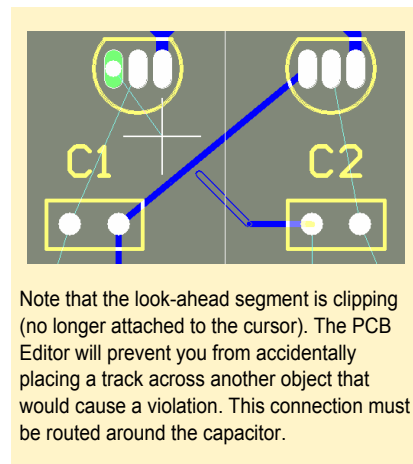 C1
C2
Note that the look-ahead segment is clipping
(no longer attached to the cursor). The PCB
Editor will prevent you from accidentally
placing a track across another object that
would cause a violation. This connection must
be routed around the capacitor.